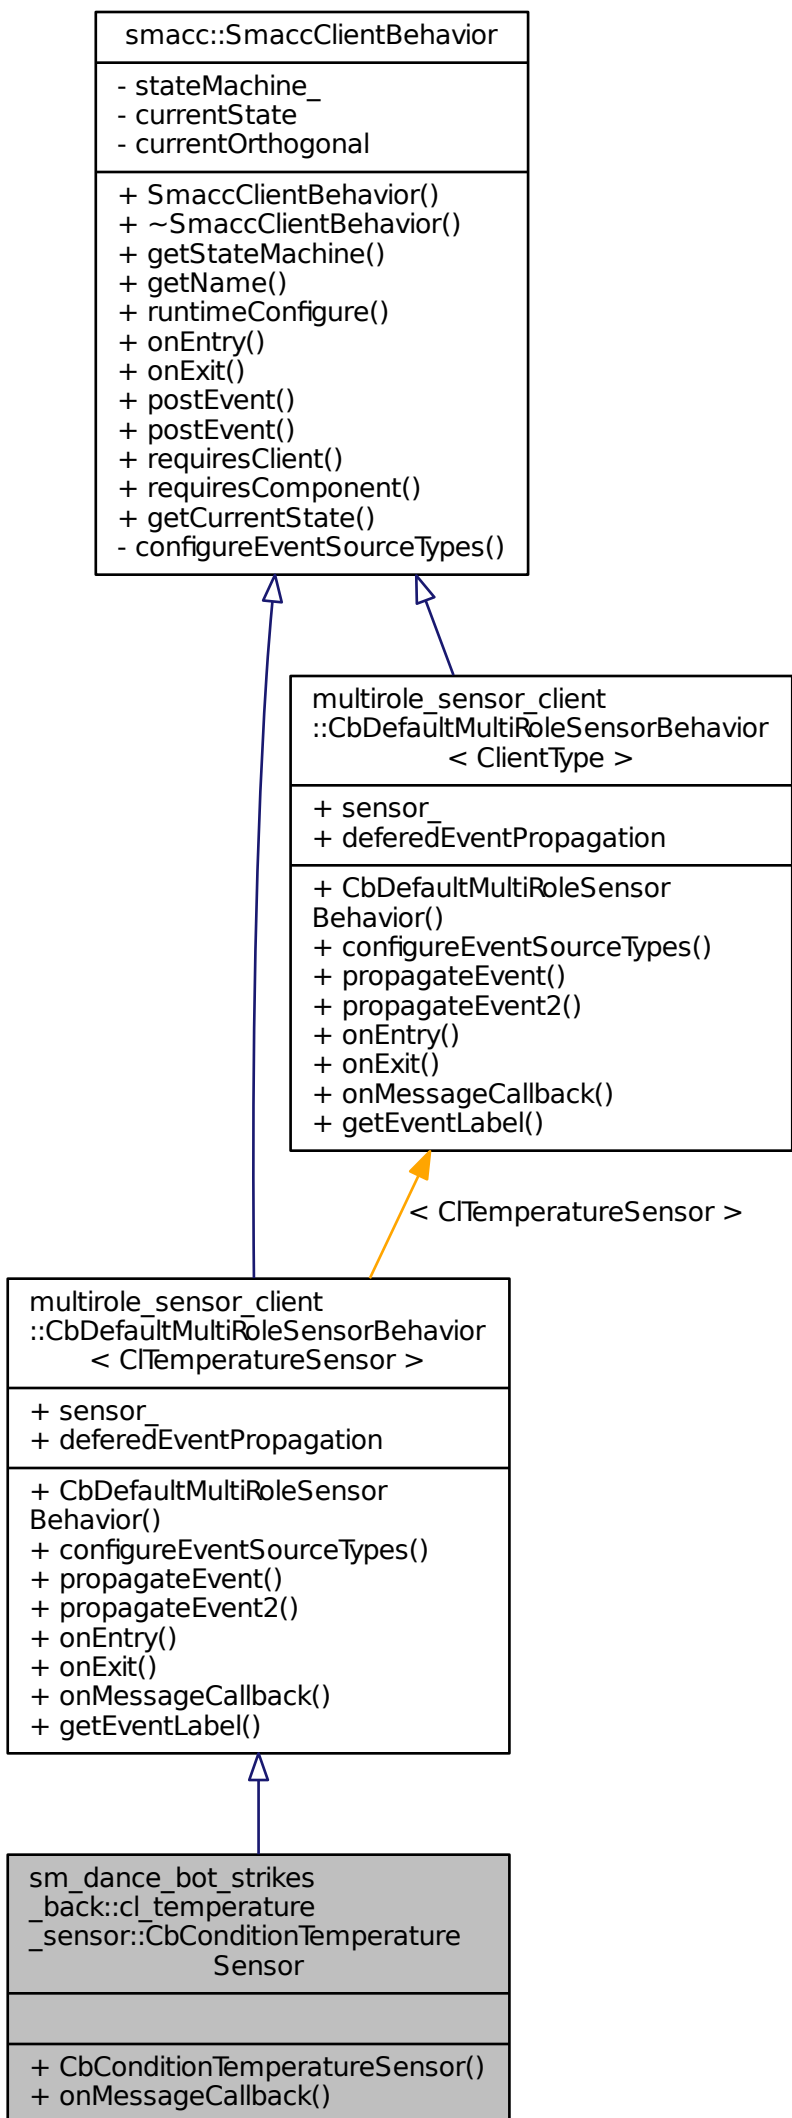 smacc::SmaccClientBehavior
- stateMachine_
- currentState
- currentOrthogonal
+ SmaccClientBehavior()
+ ~SmaccClientBehavior()
+ getStateMachine()
+ getName()
+ runtimeConfigure()
+ onEntry()
+ onExit()
+ postEvent()
+ postEvent()
+ requiresClient()
+ requiresComponent()
+ getCurrentState()
- configureEventSourceTypes()
multirole_sensor_client
::CbDefaultMultiRoleSensorBehavior
< ClientType >
+ sensor_
+ deferedEventPropagation
+ CbDefaultMultiRoleSensor
Behavior()
+ configureEventSourceTypes()
+ propagateEvent()
+ propagateEvent2()
+ onEntry()
+ onExit()
+ onMessageCallback()
+ getEventLabel()
< ClTemperatureSensor >
multirole_sensor_client
::CbDefaultMultiRoleSensorBehavior
< ClTemperatureSensor >
+ sensor_
+ deferedEventPropagation
+ CbDefaultMultiRoleSensor
Behavior()
+ configureEventSourceTypes()
+ propagateEvent()
+ propagateEvent2()
+ onEntry()
+ onExit()
+ onMessageCallback()
+ getEventLabel()
sm_dance_bot_strikes
_back::cl_temperature
_sensor::CbConditionTemperature
Sensor
+ CbConditionTemperatureSensor()
+ onMessageCallback()